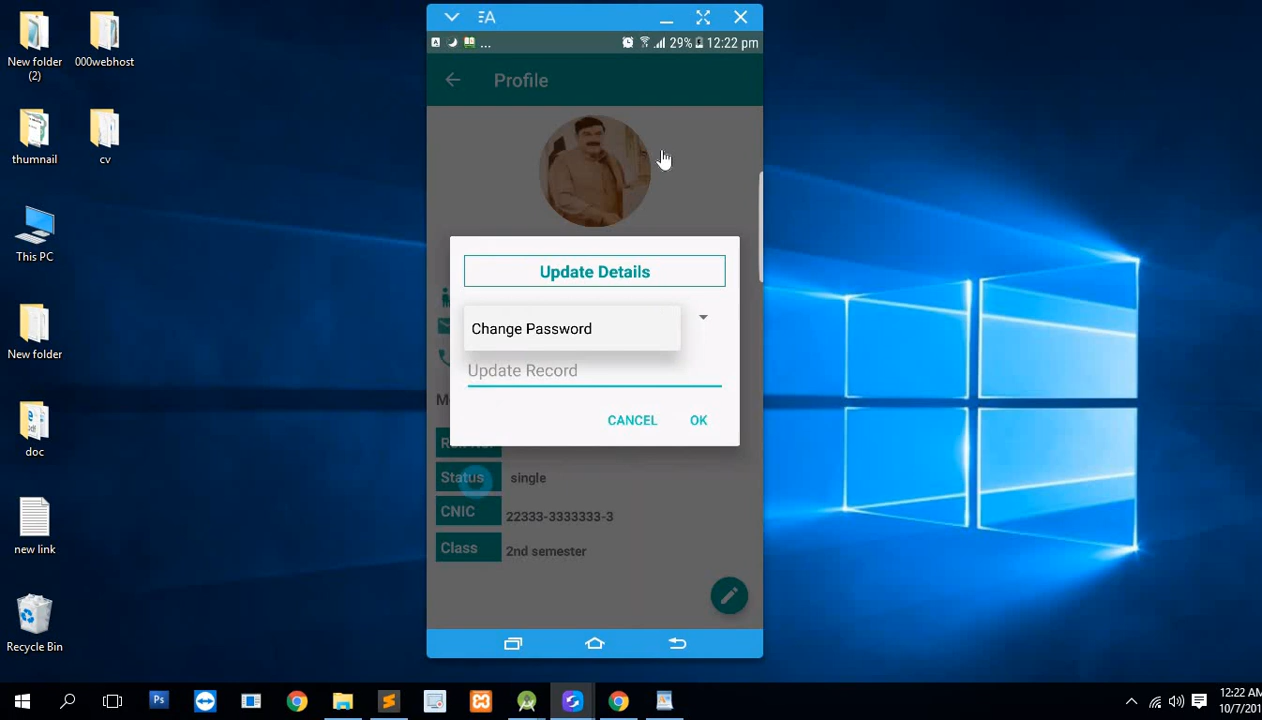 New folder
(2)
000webhost
thumnail
cv
This PC
New folder
doc
new link
Recycle Bin
A
... 29% 12:22 pm
Profile
Update Details
Change Password
Update Record
CANCEL OK
Status single
CNIC 22333-3333333-3
Class 2nd semester
Ps
12:22 AM